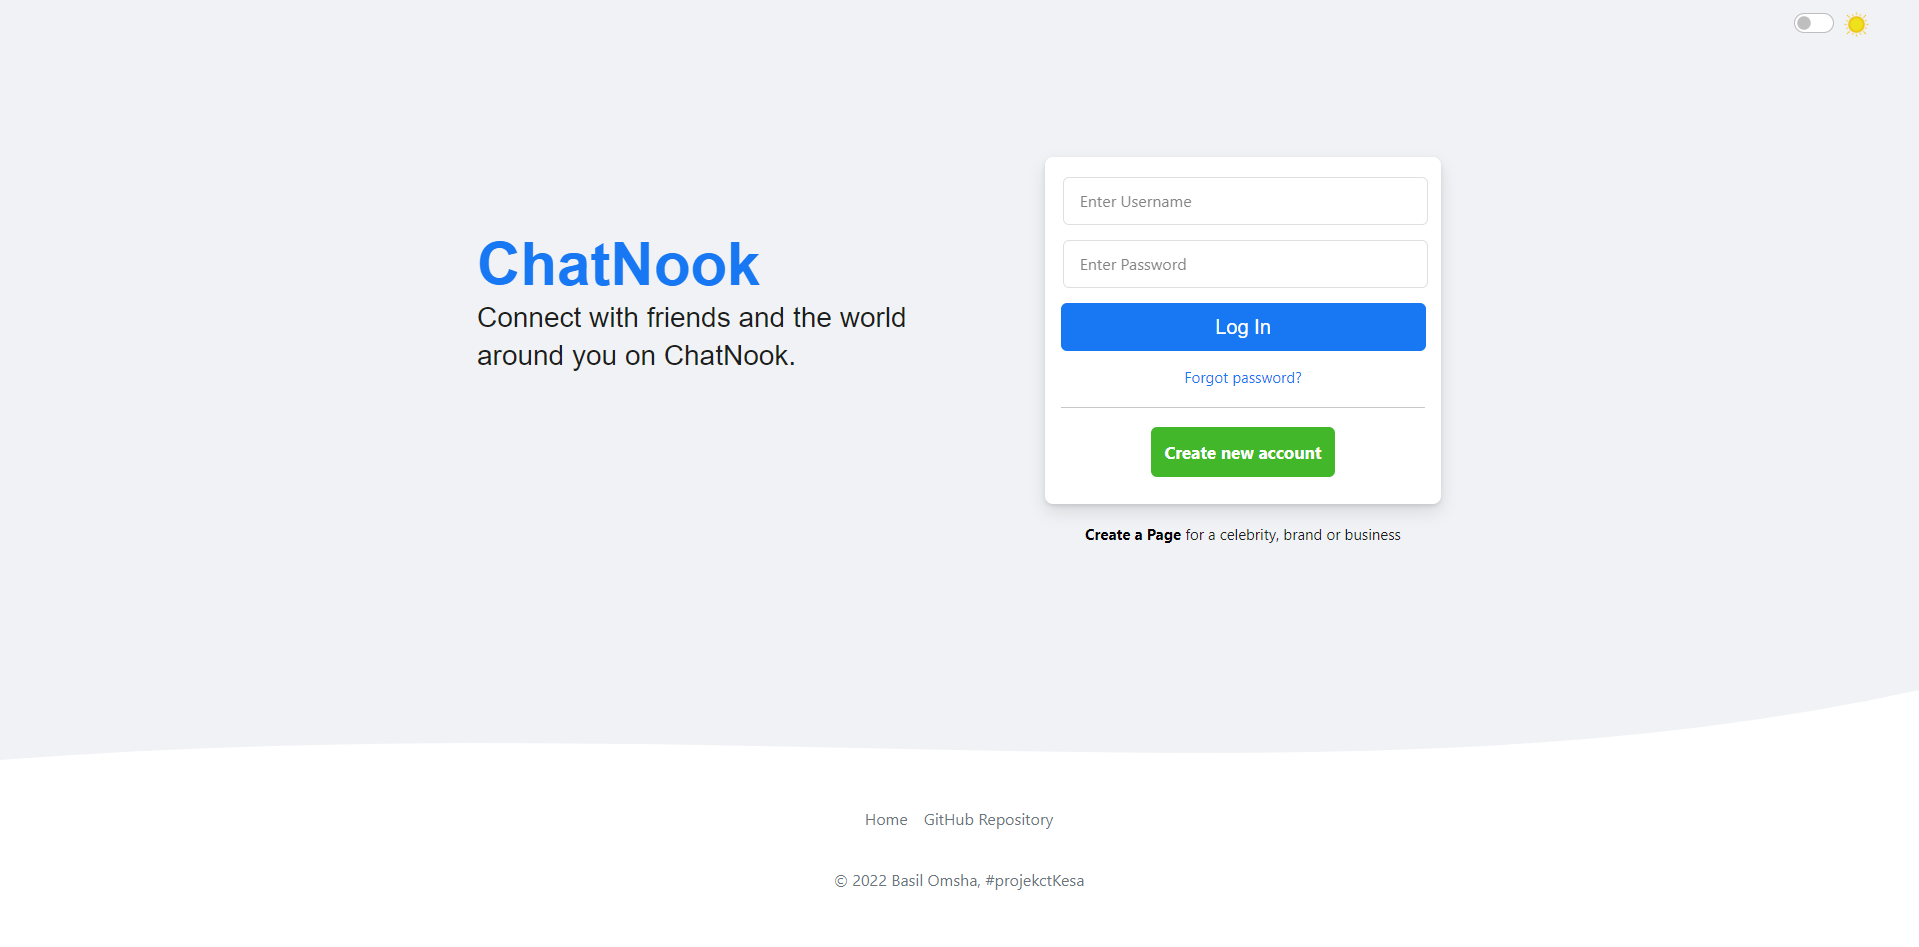 ChatNook
Connect with friends and the world
around you on ChatNook.
Enter Username
Enter Password
Log In
Forgot password?
Create new account
Create a Page for a celebrity, brand or business
Home GitHub Repository
© 2022 Basil Omsha, #projekctKesa